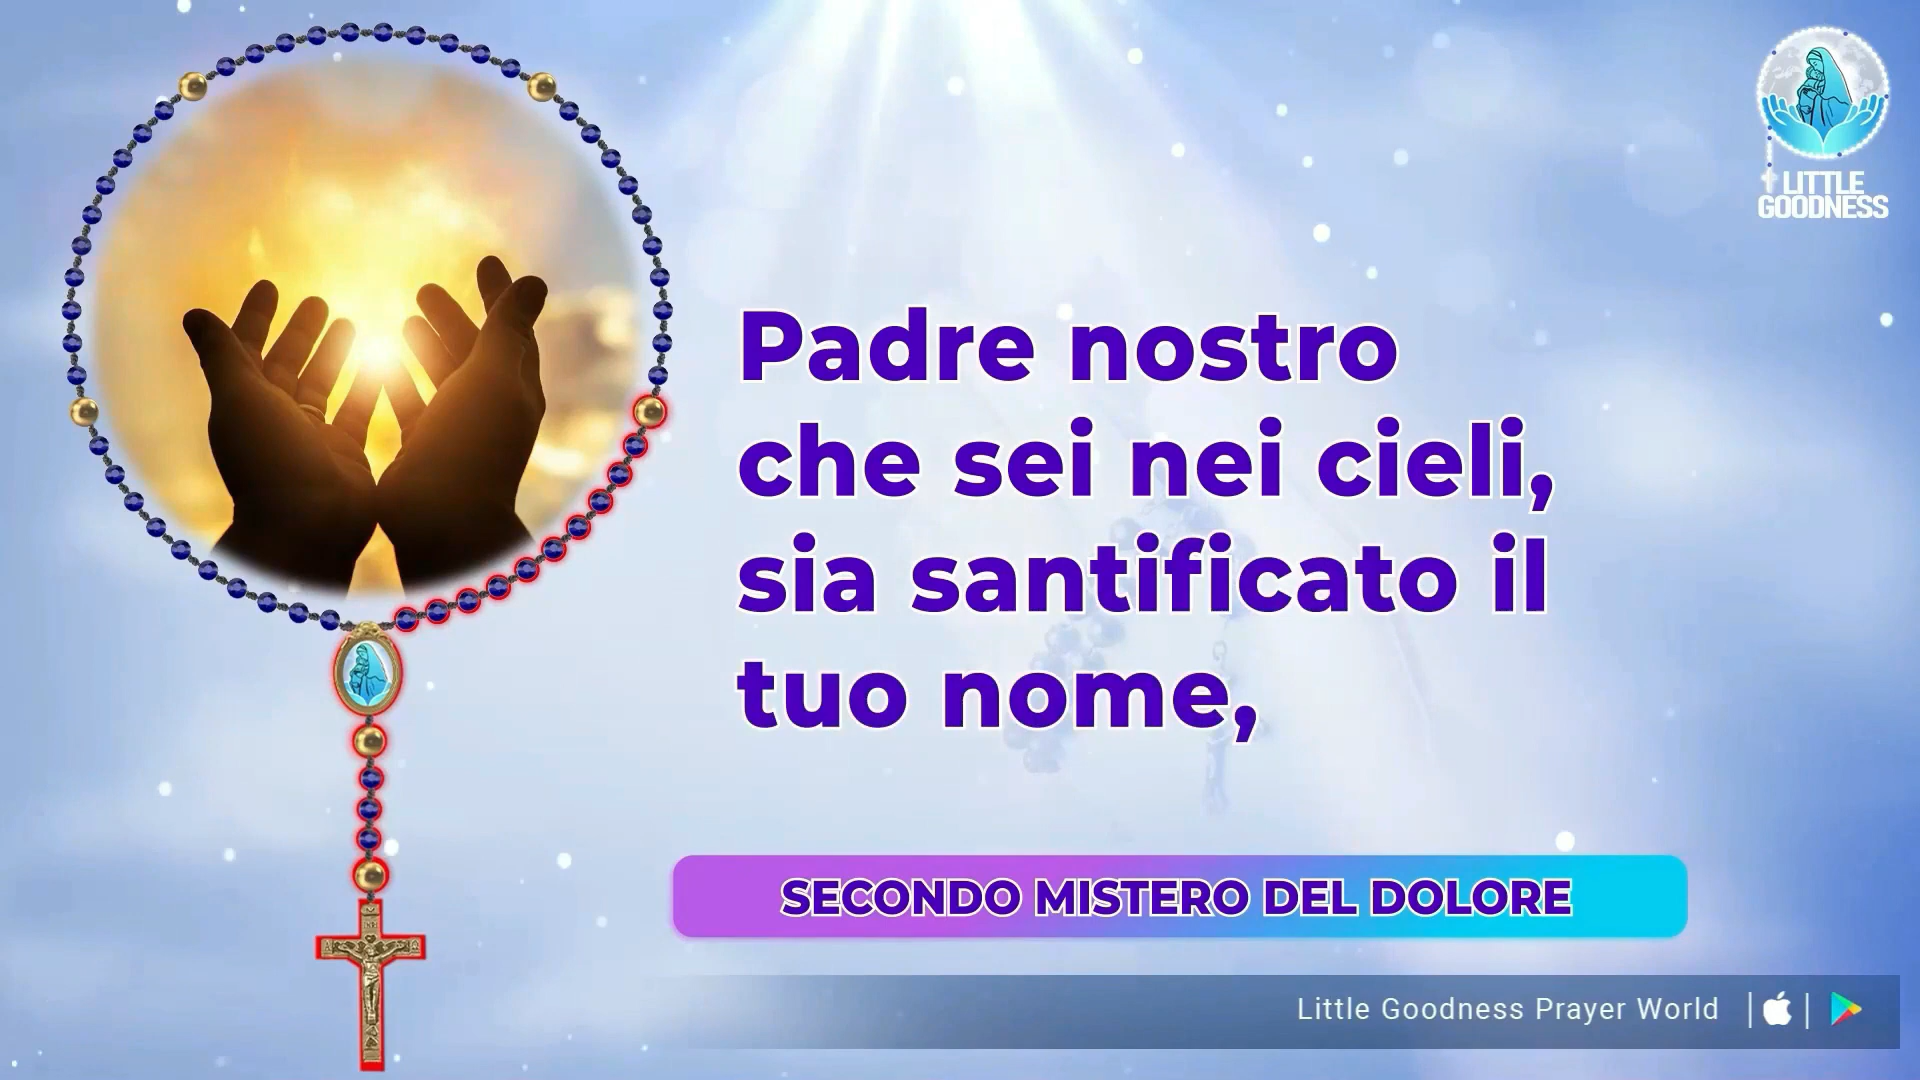 LITTLE
GOODNESS
Padre nostro
che sei nei cieli,
sia santificato il
tuo nome,
SECONDO MISTERO DEL DOLORE
Little Goodness Prayer World